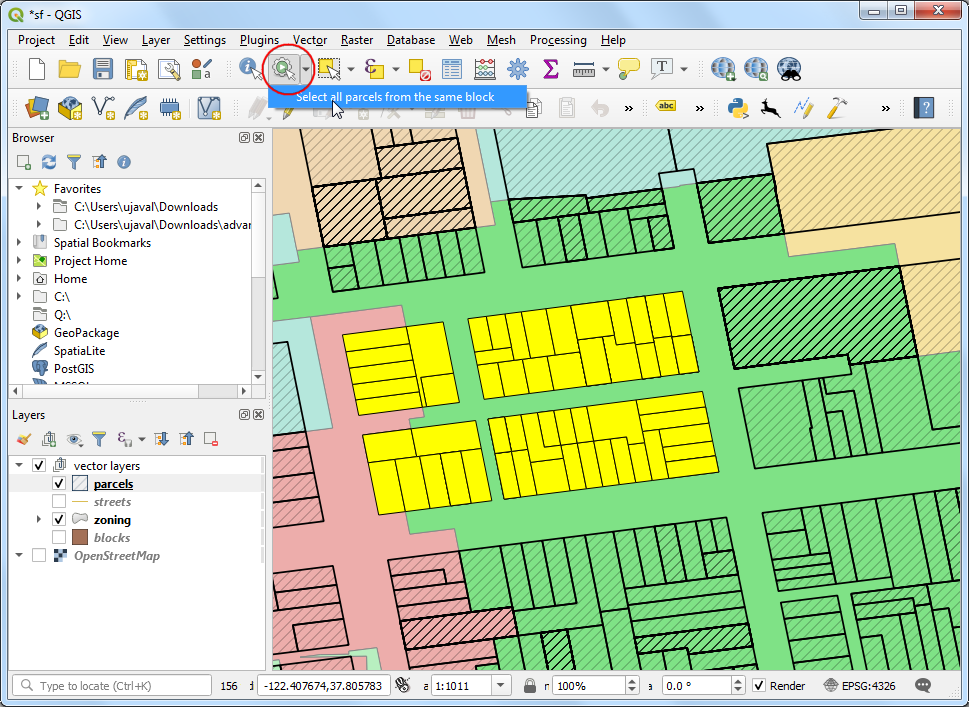 *sf - QGIS
Project Edit View Layer Settings Plugins Vector Raster Database Web Mesh Processing Help
Select all parcels from the same block
abc
Browser
Favorites
C:\Users\ujaval\Downloads
C:\Users\ujaval\Downloads\advar
Spatial Bookmarks
Project Home
Home
C:\
Q:\
GeoPackage
SpatiaLite
PostGIS
MSSQL
Layers
vector layers
parcels
streets
zoning
blocks
OpenStreetMap
Type to locate (Ctrl+K) 156 -122.407674,37.805783 1:1011 100% 0.0 ° Render EPSG:4326